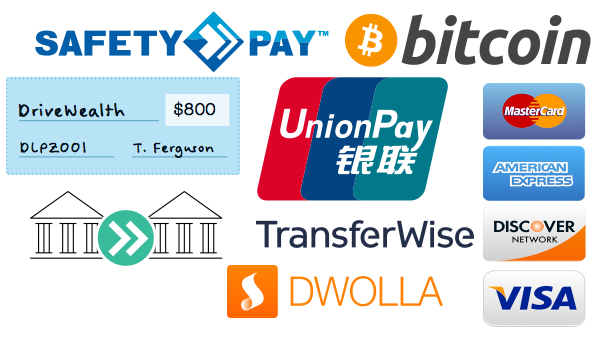 SAFETY PAY™
bitcoin
DriveWealth $800
DLPZ001 T. Ferguson
UnionPay
银联
MasterCard
AMERICAN
EXPRESS
DISCOVER
NETWORK
TransferWise
DWOLLA
VISA